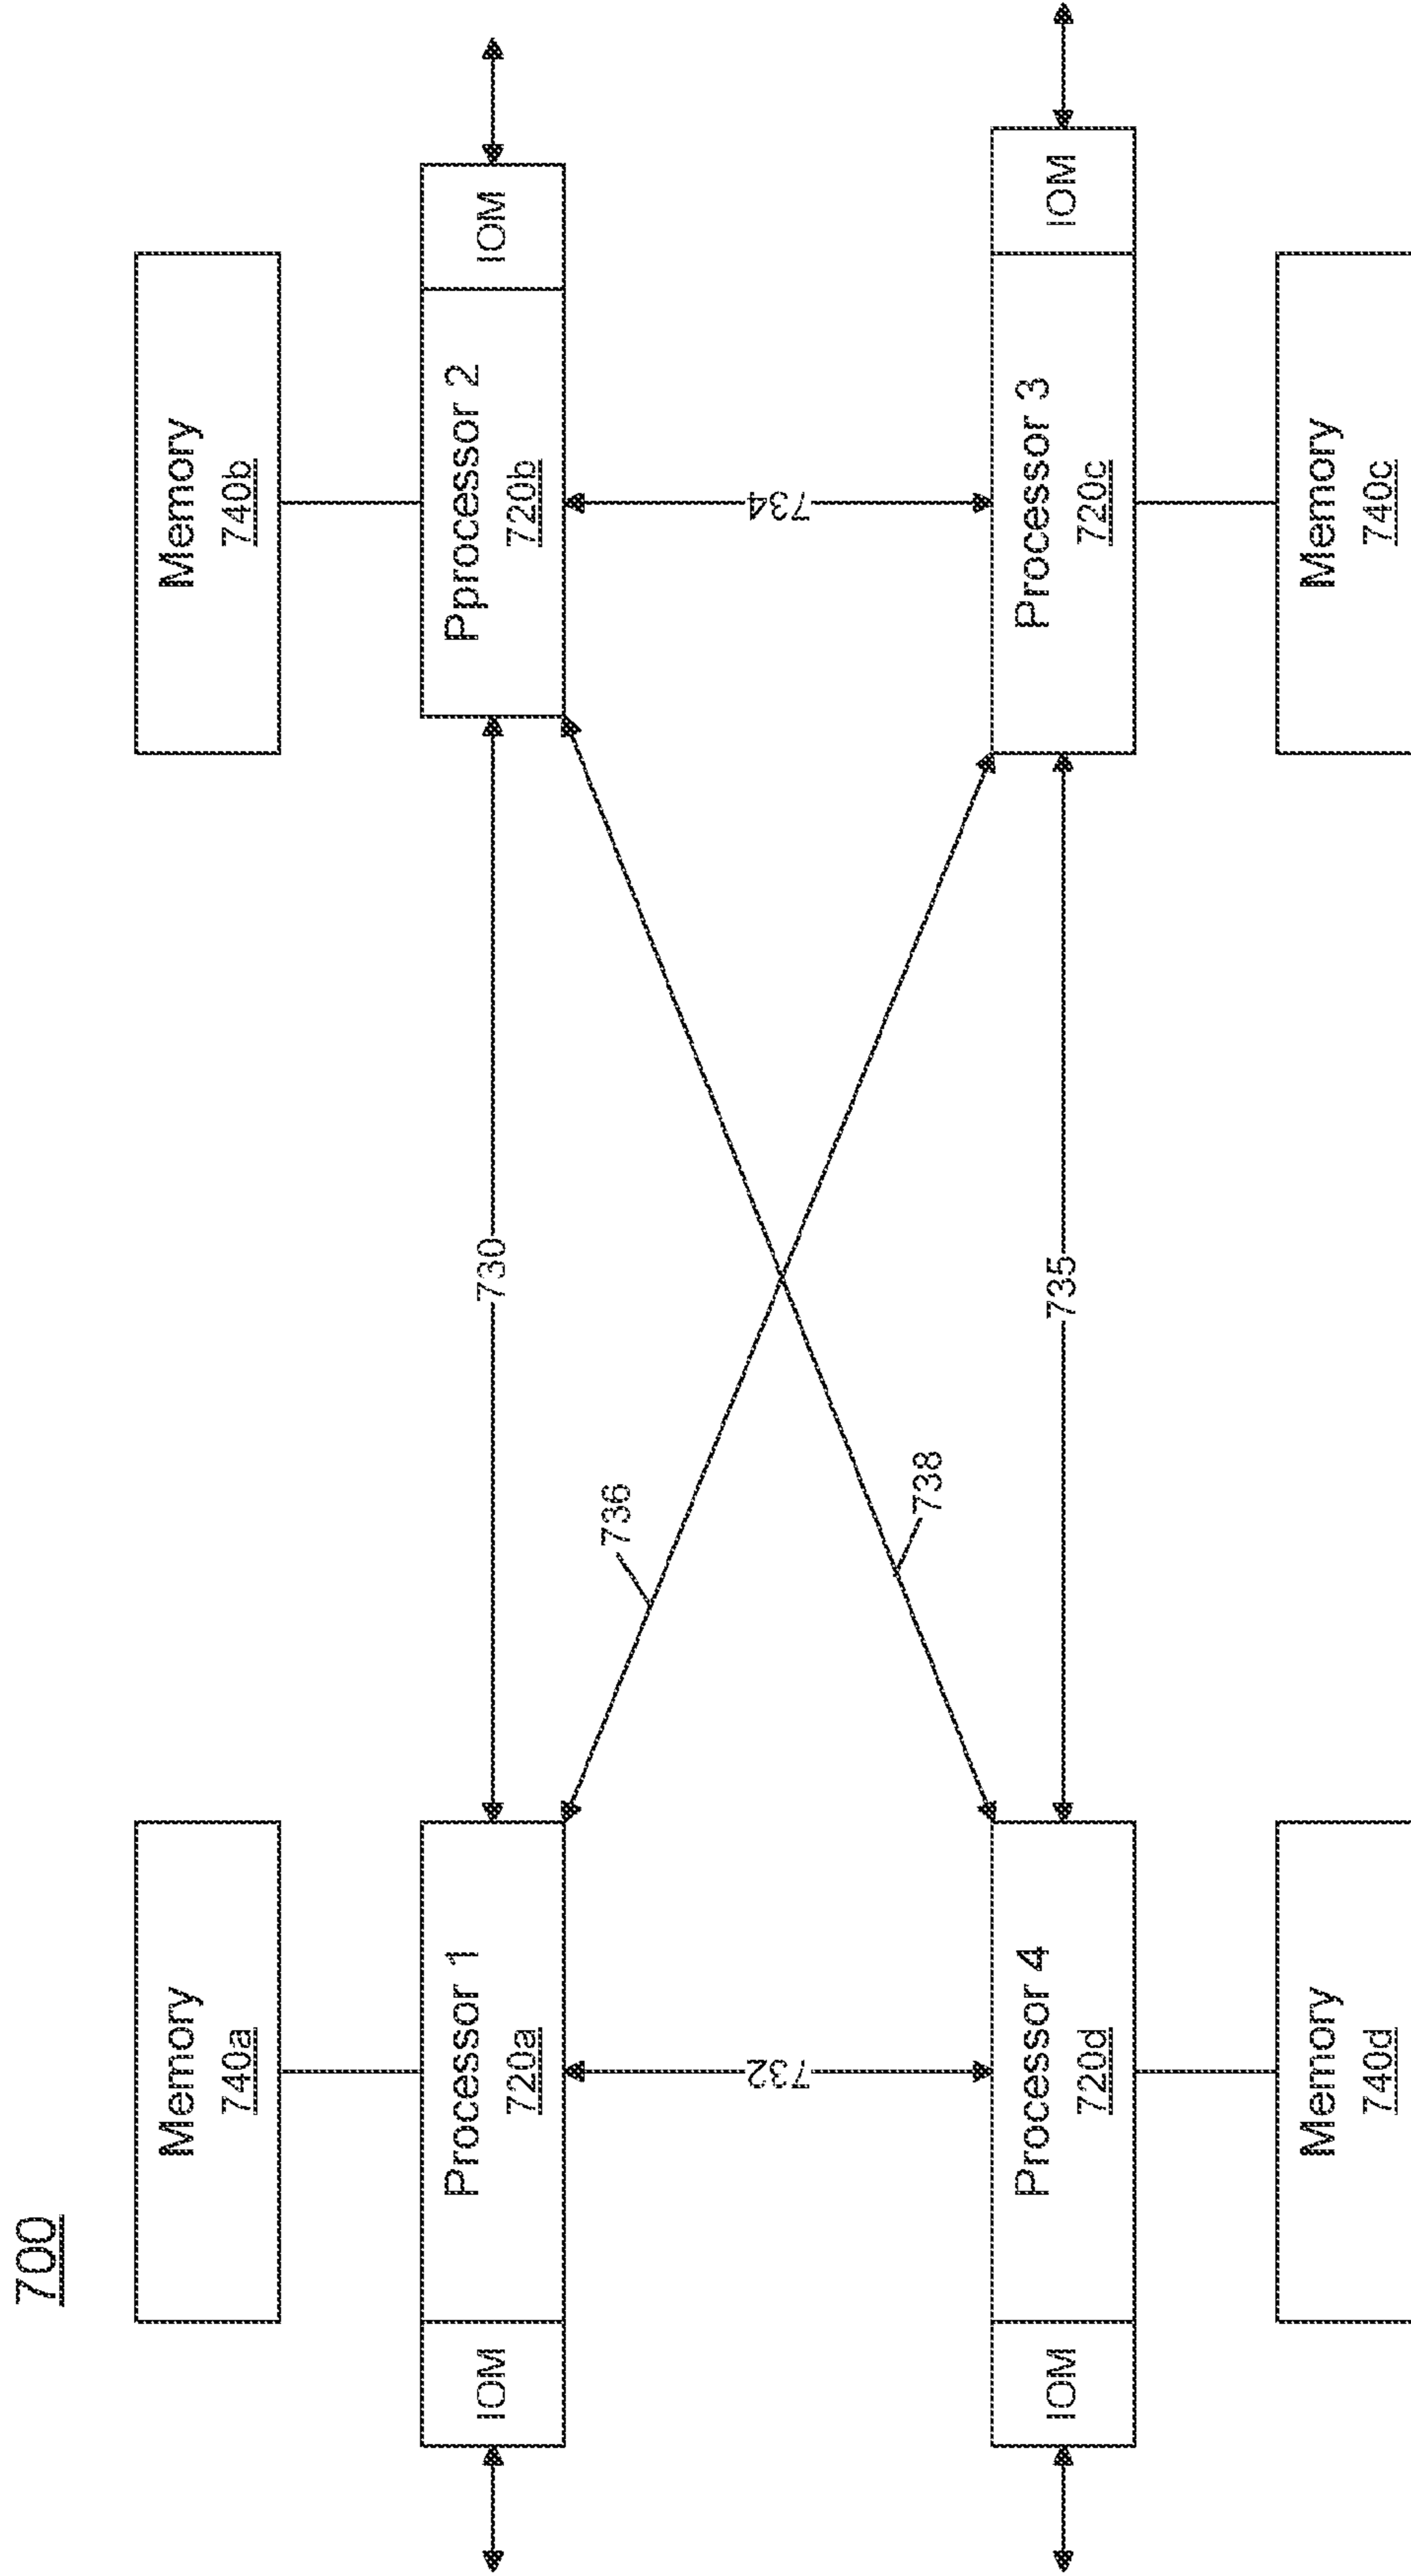 700
Memory
740a
Memory
740b
IOM
Processor 1
720a
730
Pprocessor 2
720b
IOM
736
732
734
738
IOM
Processor 4
720d
735
Processor 3
720c
IOM
Memory
740d
Memory
740c